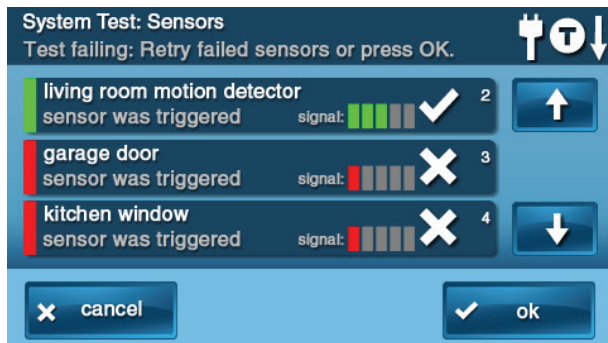 System Test: Sensors
Test failing: Retry failed sensors or press OK.
T
living room motion detector
2
sensor was triggered signal:
garage door
3
sensor was triggered signal:
kitchen window
4
sensor was triggered signal:
cancel
ok